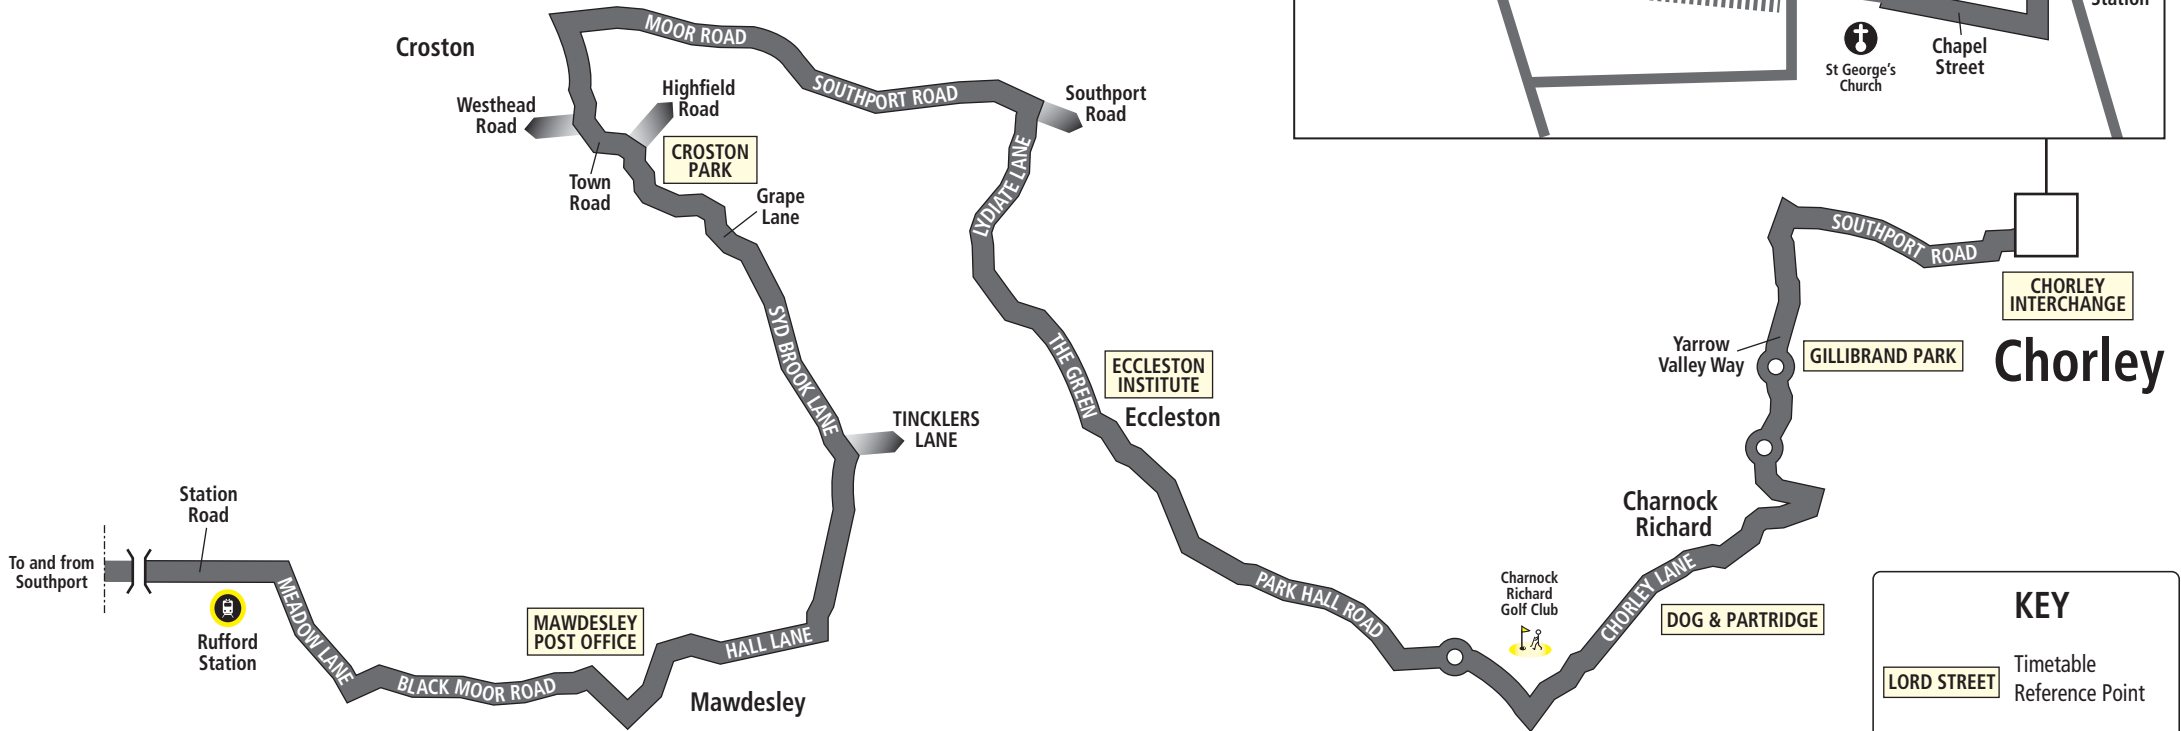 Station
St George's
Church
Chapel
Street
Croston
MOOR ROAD
SOUTHPORT ROAD
Southport
Road
Westhead
Road
Highfield
Road
CROSTON
PARK
Town
Road
Grape
Lane
LYDIATE LANE
SYD BROOK LANE
TINCKLERS
LANE
THE GREEN
ECCLESTON
INSTITUTE
Eccleston
SOUTHPORT ROAD
CHORLEY
INTERCHANGE
Chorley
Yarrow
Valley Way
GILLIBRAND PARK
Charnock
Richard
Station
Road
To and from
Southport
Rufford
Station
MEADOW LANE
BLACK MOOR ROAD
MAWDESLEY
POST OFFICE
HALL LANE
Mawdesley
PARK HALL ROAD
Charnock
Richard
Golf Club
CHORLEY LANE
DOG & PARTRIDGE
KEY
LORD STREET
Timetable
Reference Point